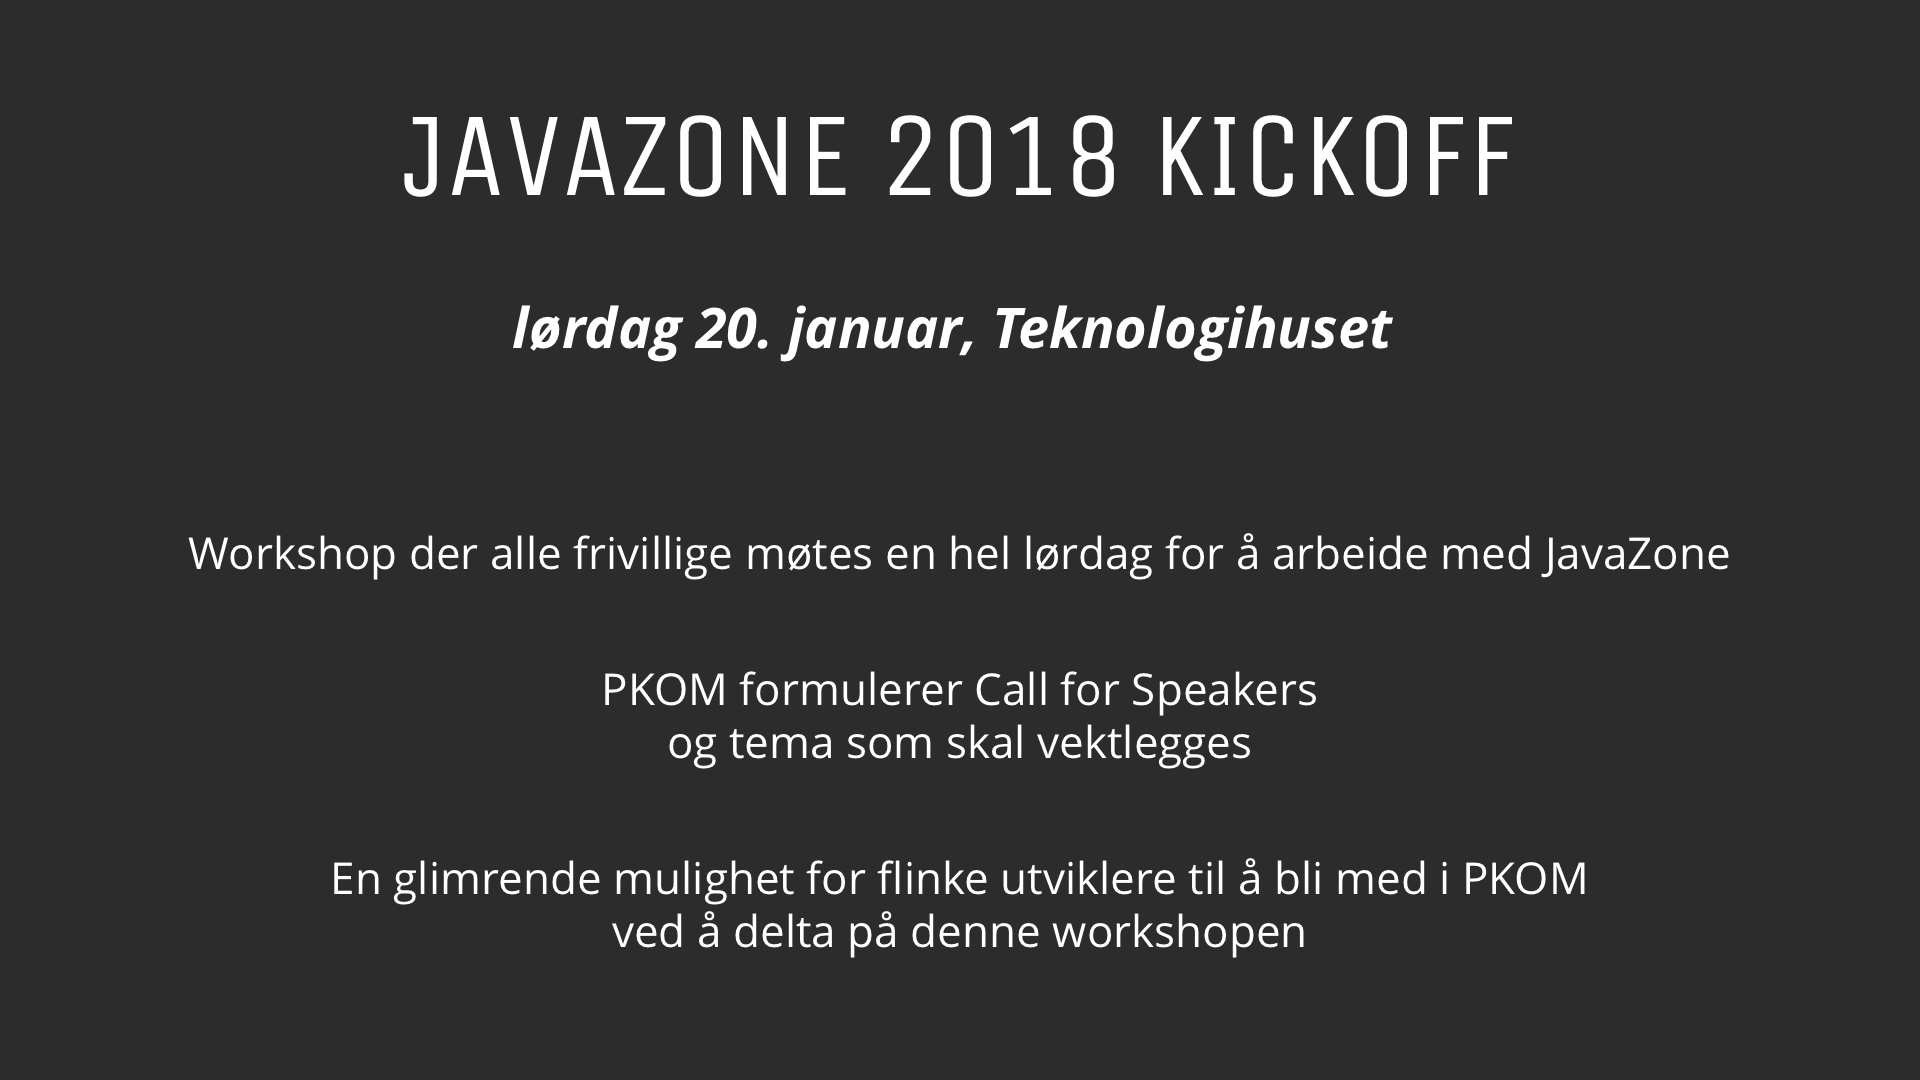 JAVAZONE 2018 KICKOFF
lørdag 20. januar, Teknologihuset
Workshop der alle frivillige møtes en hel lørdag for å arbeide med JavaZone
PKOM formulerer Call for Speakers
og tema som skal vektlegges
En glimrende mulighet for flinke utviklere til å bli med i PKOM
ved å delta på denne workshopen